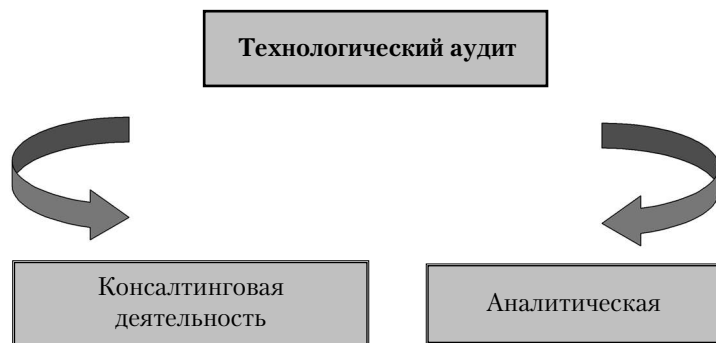 Технологический аудит
Консалтинговая
деятельность
Аналитическая